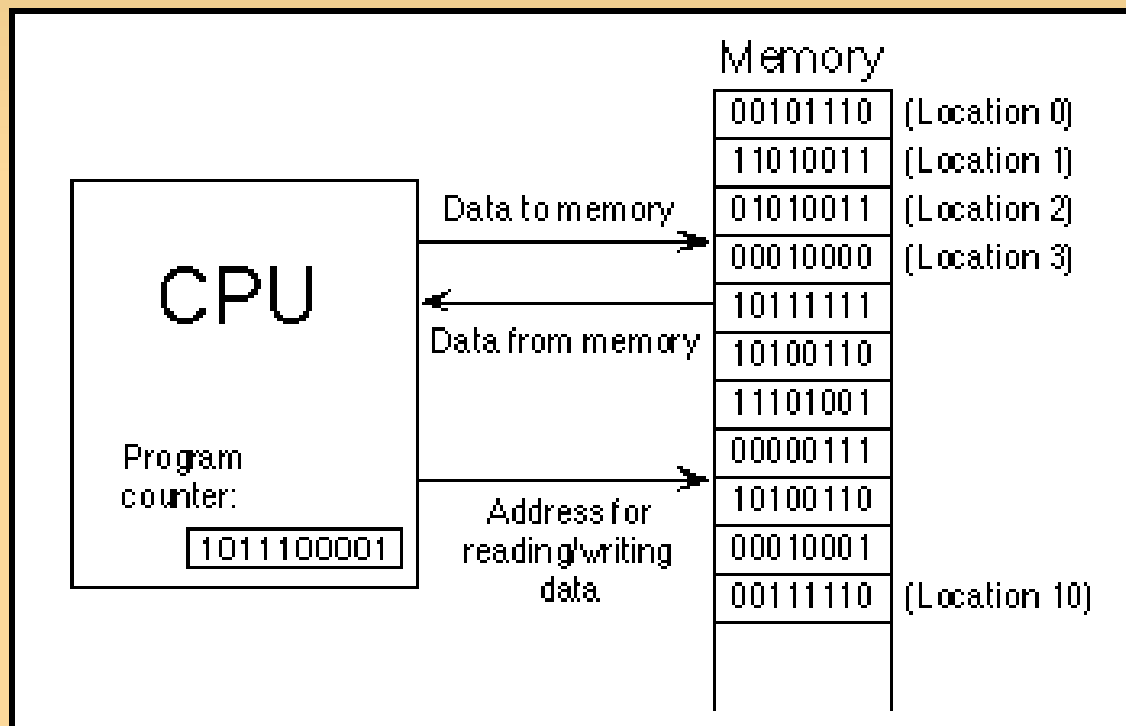 Memory
00101110 (Location 0)
11010011 (Location 1)
01010011 (Location 2)
00010000 (Location 3)
10111111
10100110
11101001
00000111
10100110
00010001
00111110 (Location 10)
Data to memory
CPU
Data from memory
Program
counter:
1011100001
Address for
reading/writing
data